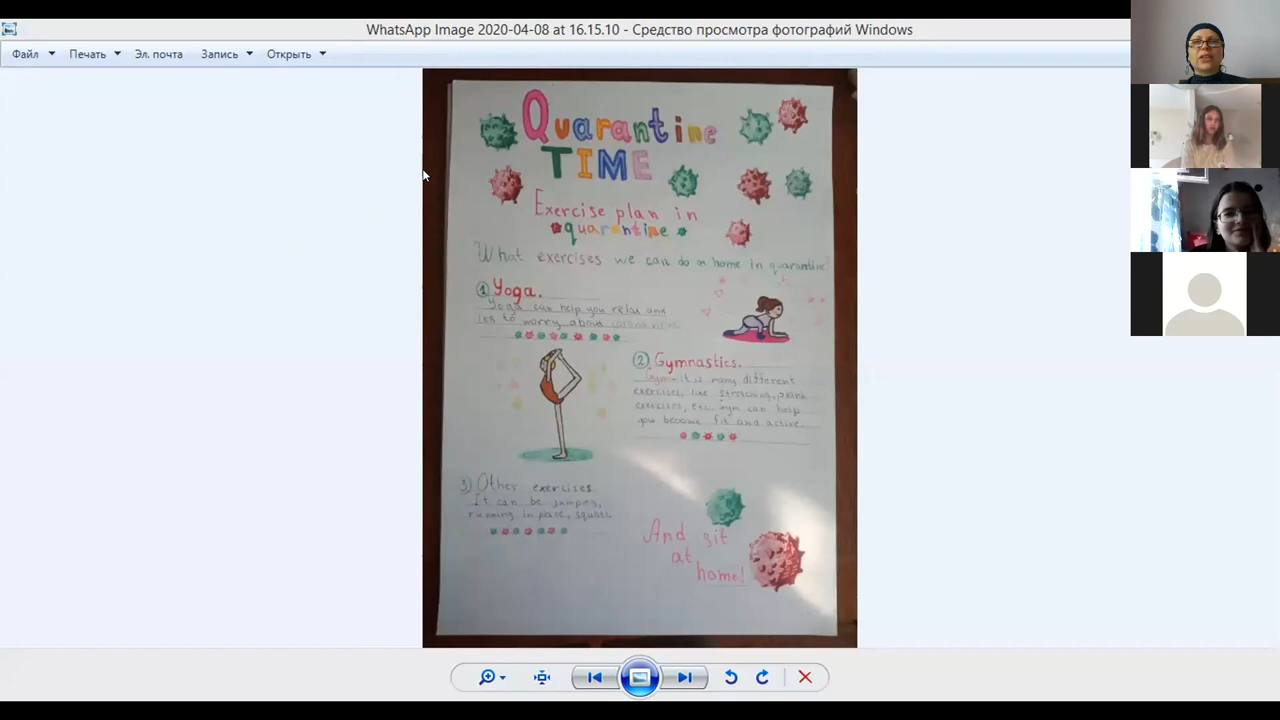 WhatsApp Image 2020-04-08 at 16.15.10 - Средство просмотра фотографий Windows
Файл Печать Эл. почта Запись Открыть
Quarantine
TIME
Exercise plan in
quarantine
What exercises we can do in home in quarantine?
1 Yoga.
Yoga can help you relax and
to worry about
2 Gymnastics.
Gym - it is many different
exercises, like stretching, plank
exercises, etc. Gym can help
you become fit and active.
3) Other exercises.
It can be jumping,
running in place, squats
And sit
at
home!